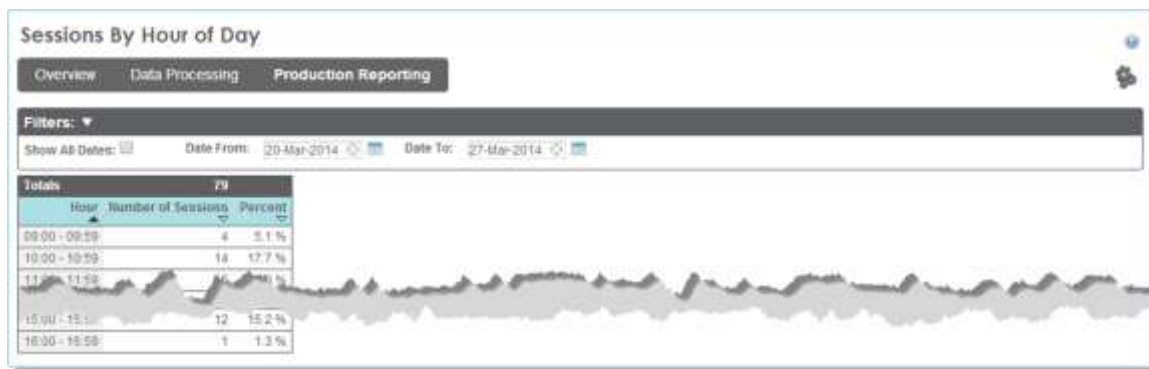 Sessions By Hour of Day
Overview Data Processing Production Reporting
Filters: ▼
Show All Dates: Date From: 20-Mar-2014 Date To: 27-Mar-2014
Totals 79
Hour Number of Sessions Percent
09:00 - 09:59 4 5.1 %
10:00 - 10:59 14 17.7 %
11:59
12 15.2 %
16:00 - 16:59 1 1.3 %